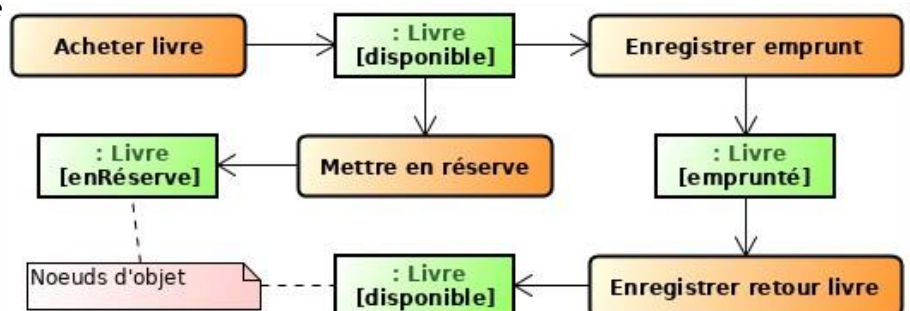 Acheter livre
: Livre
[disponible]
Enregistrer emprunt
: Livre
[enRéserve]
Mettre en réserve
: Livre
[emprunté]
Noeuds d'objet
: Livre
[disponible]
Enregistrer retour livre